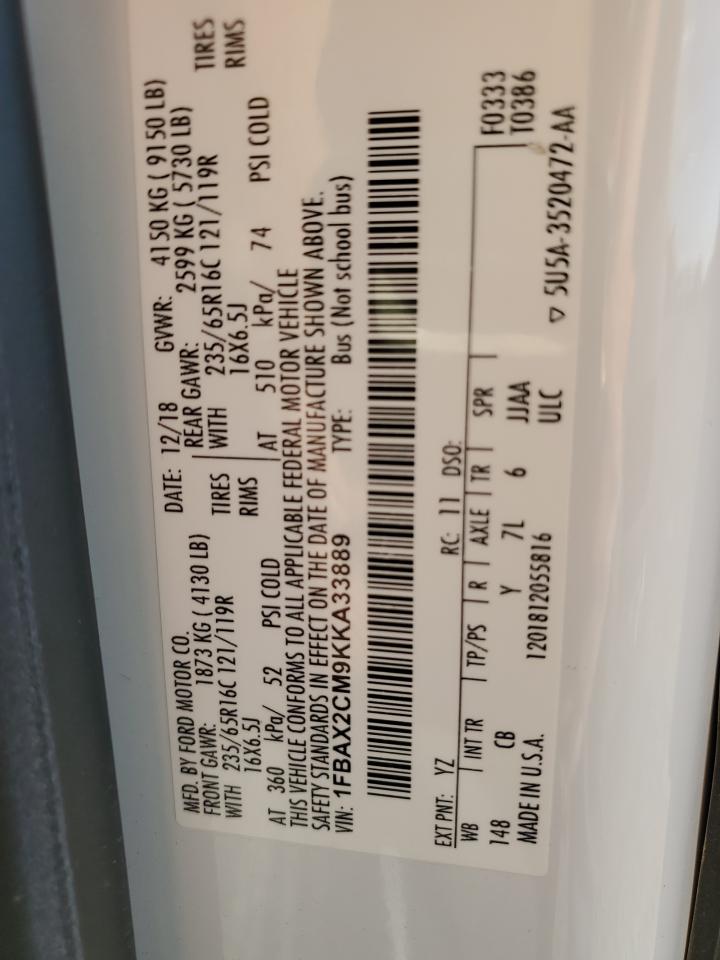 MFD. BY FORD MOTOR CO. DATE: 12/18 GVWR: 4150 KG ( 9150 LB)
FRONT GAWR: 1873 KG ( 4130 LB) REAR GAWR: 2599 KG ( 5730 LB)
WITH 235/65R16C 121/119R TIRES WITH 235/65R16C 121/119R TIRES
16X6.5J RIMS 16X6.5J RIMS
AT 360 kPa/ 52 PSI COLD AT 510 kPa/ 74 PSI COLD
THIS VEHICLE CONFORMS TO ALL APPLICABLE FEDERAL MOTOR VEHICLE
SAFETY STANDARDS IN EFFECT ON THE DATE OF MANUFACTURE SHOWN ABOVE.
VIN: 1FBAX2CM9KKA33889 TYPE: Bus (Not school bus)
EXT PNT: YZ RC: 11 DSO:
WB INT TR TP/PS R AXLE TR SPR F0333
148 CB Y 7L 6 JJAA T0386
MADE IN U.S.A. 1201812055816 ULC ▽ 5U5A-3520472-AA